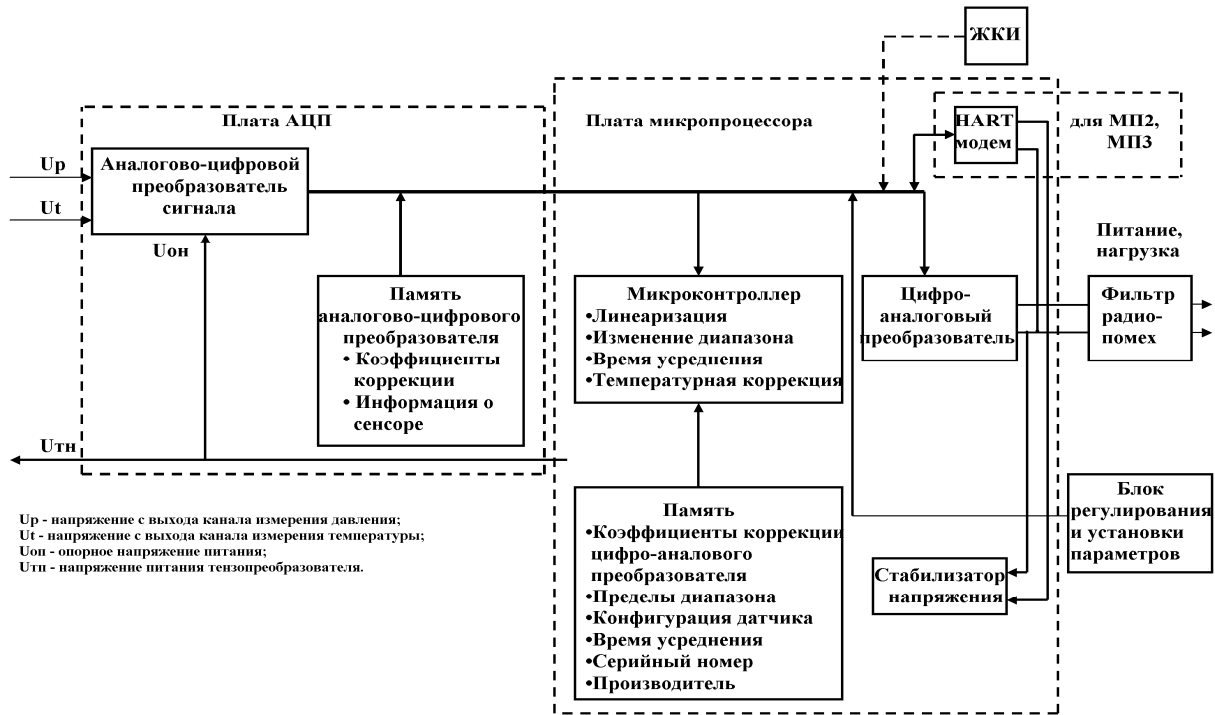 ЖКИ
Плата АЦП
Плата микропроцессора
HART
модем
для МП2,
МП3
Uр
Ut
Аналогово-цифровой
преобразователь
сигнала
Uон
Питание,
нагрузка
Память
аналогово-цифрового
преобразователя
• Коэффициенты
коррекции
• Информация о
сенсоре
Микроконтроллер
•Линеаризация
•Изменение диапазона
•Время усреднения
•Температурная коррекция
Цифро-
аналоговый
преобразователь
Фильтр
радио-
помех
Uтн
Uр - напряжение с выхода канала измерения давления;
Ut - напряжение с выхода канала измерения температуры;
Uоп - опорное напряжение питания;
Uтп - напряжение питания тензопреобразователя.
Память
•Коэффициенты коррекции
цифро-аналового
преобразователя
•Пределы диапазона
•Конфигурация датчика
•Время усреднения
•Серийный номер
•Производитель
Блок
регулирования
и установки
параметров
Стабилизатор
напряжения